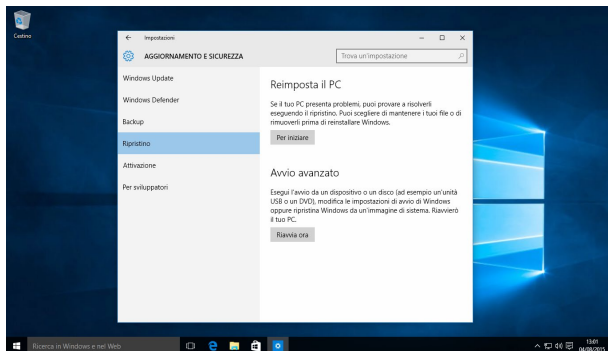 Cestino
Impostazioni
AGGIORNAMENTO E SICUREZZA
Trova un'impostazione
Windows Update
Windows Defender
Backup
Ripristino
Attivazione
Per sviluppatori
Reimposta il PC
Se il tuo PC presenta problemi, puoi provare a risolverli
eseguendo il ripristino. Puoi scegliere di mantenere i tuoi file o di
rimuoverli prima di reinstallare Windows.
Per iniziare
Avvio avanzato
Esegui l'avvio da un dispositivo o un disco (ad esempio un'unità
USB o un DVD), modifica le impostazioni di avvio di Windows
oppure ripristina Windows da un'immagine di sistema. Riavvierò
il tuo PC.
Riavvia ora
Ricerca in Windows e nel Web
13:01
04/08/2015